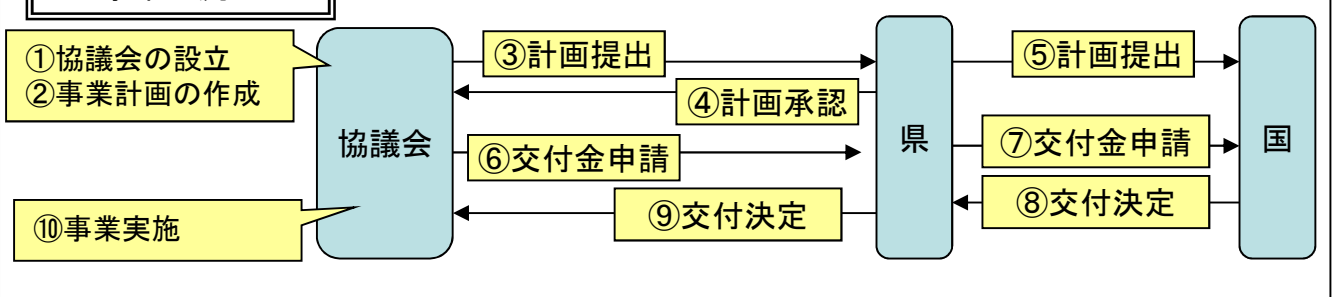 ①協議会の設立
②事業計画の作成
③計画提出
⑤計画提出
④計画承認
協議会
県
国
⑥交付金申請
⑦交付金申請
⑧交付決定
⑨交付決定
⑩事業実施